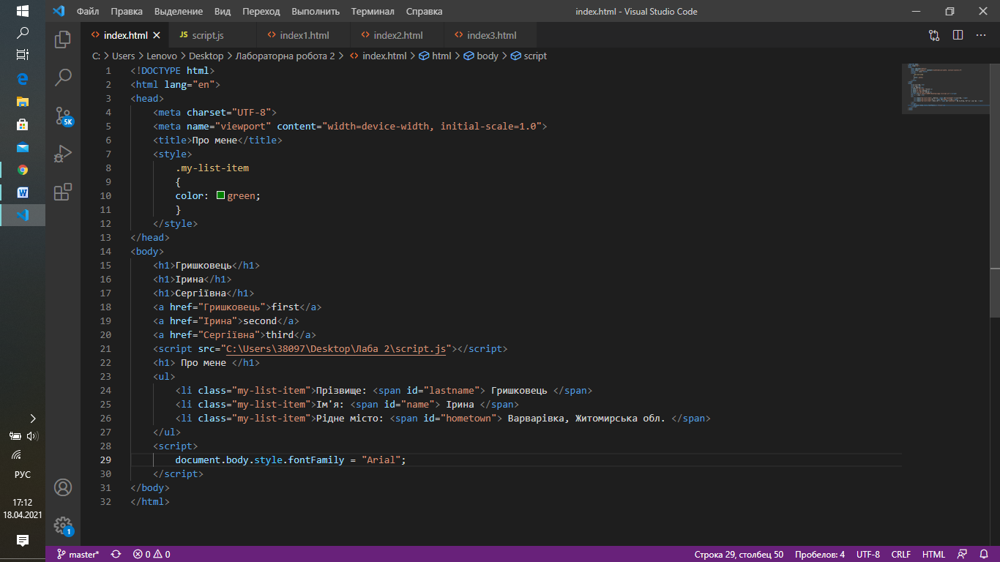 Файл Правка Выделение Вид Переход Выполнить Терминал Справка index.html - Visual Studio Code
index.html JS script.js index1.html index2.html index3.html
C: > Users > Lenovo > Desktop > Лабораторна робота 2 > index.html > html > body > script
1 <!DOCTYPE html>
2 <html lang="en">
3 <head>
4 <meta charset="UTF-8">
5 <meta name="viewport" content="width=device-width, initial-scale=1.0">
6 <title>Про мене</title>
7 <style>
8 .my-list-item
9 {
10 color: green;
11 }
12 </style>
13 </head>
14 <body>
15 <h1>Гришковець</h1>
16 <h1>Ірина</h1>
17 <h1>Сергіївна</h1>
18 <a href="Гришковець">first</a>
19 <a href="Ірина">second</a>
20 <a href="Сергіївна">third</a>
21 <script src="C:\Users\38097\Desktop\Лаба 2\script.js"></script>
22 <h1> Про мене </h1>
23 <ul>
24 <li class="my-list-item">Прізвище: <span id="lastname"> Гришковець </span>
25 <li class="my-list-item">Ім'я: <span id="name"> Ірина </span>
26 <li class="my-list-item">Рідне місто: <span id="hometown"> Варварівка, Житомирська обл. </span>
27 </ul>
28 <script>
29 document.body.style.fontFamily = "Arial";
30 </script>
31 </body>
32 </html>
5K
1
РУС
17:12
18.04.2021
master* 0 0 Строка 29, столбец 50 Пробелов: 4 UTF-8 CRLF HTML